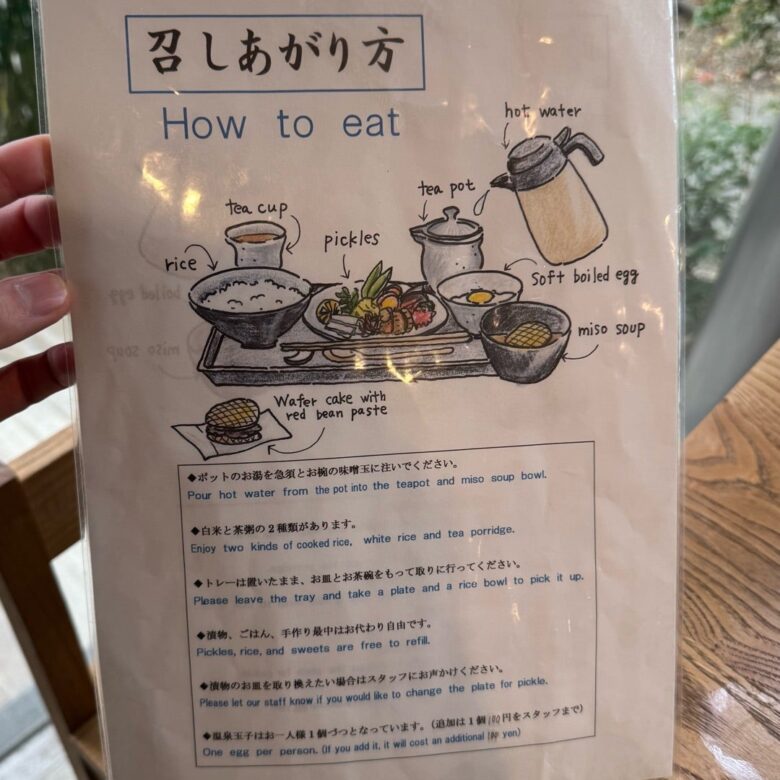 召しあがり方
How to eat
hot water
tea pot
tea cup
pickles
rice
Soft boiled egg
miso soup
Wafer cake with
red bean paste
◆ポットのお湯を急須とお椀の味噌玉に注いでください。
Pour hot water from the pot into the teapot and miso soup bowl.
◆白米と茶粥の2種類があります。
Enjoy two kinds of cooked rice, white rice and tea porridge.
◆トレーは置いたまま、お皿とお茶碗をもって取りに行ってください。
Please leave the tray and take a plate and a rice bowl to pick it up.
◆漬物、ごはん、手作り最中はお代わり自由です。
Pickles, rice, and sweets are free to refill.
◆漬物のお皿を取り換えたい場合はスタッフにお声かけください。
Please let our staff know if you would like to change the plate for pickle.
◆温泉玉子はお一人様1個づつとなっています。(追加は1個100円をスタッフまで)
One egg per person. (If you add it, it will cost an additional 100 yen)